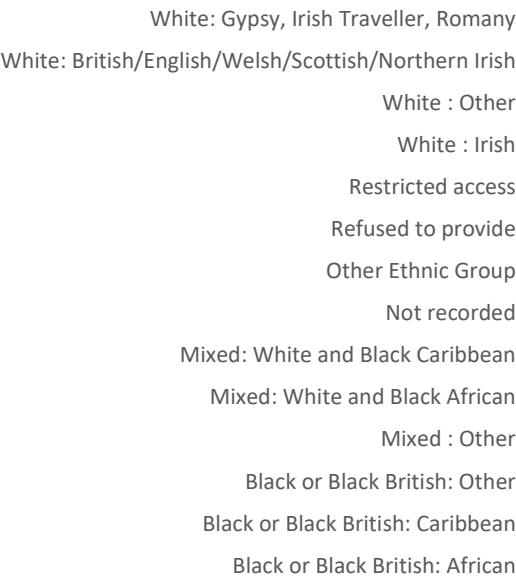 White: Gypsy, Irish Traveller, Romany
White: British/English/Welsh/Scottish/Northern Irish
White : Other
White : Irish
Restricted access
Refused to provide
Other Ethnic Group
Not recorded
Mixed: White and Black Caribbean
Mixed: White and Black African
Mixed : Other
Black or Black British: Other
Black or Black British: Caribbean
Black or Black British: African